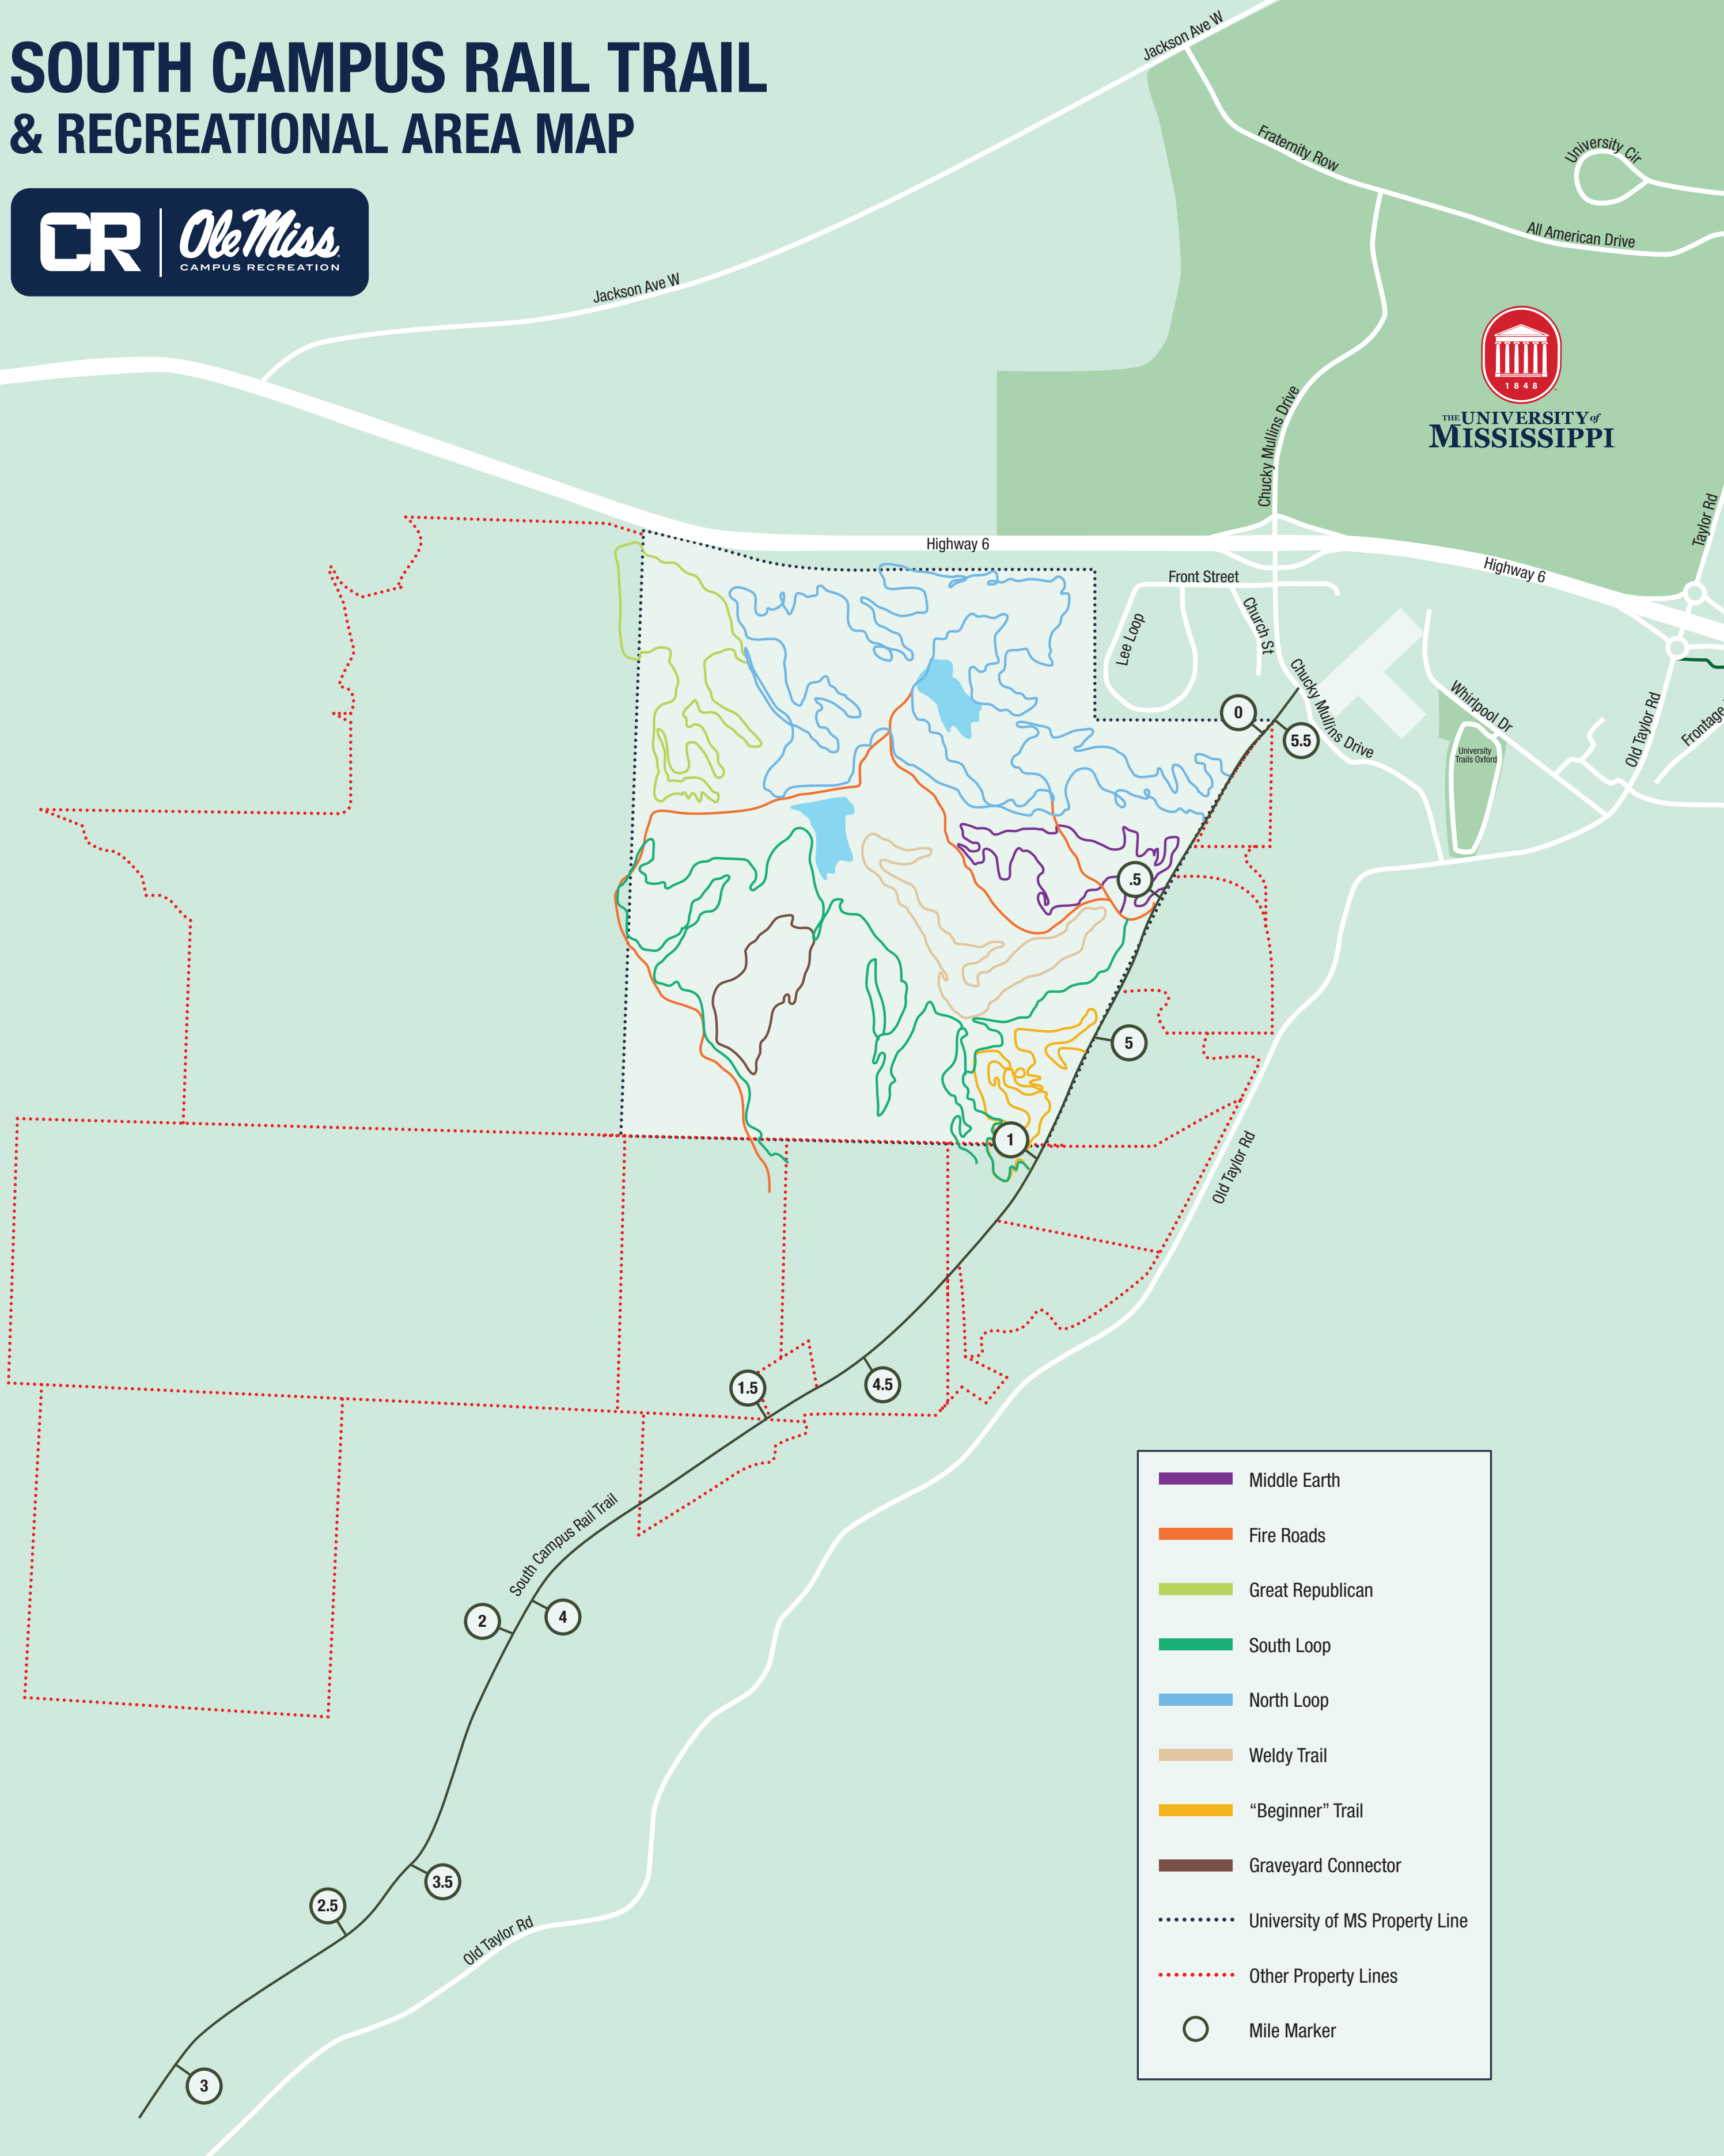 SOUTH CAMPUS RAIL TRAIL
& RECREATIONAL AREA MAP
CR
Ole Miss
CAMPUS RECREATION
Jackson Ave W
Jackson Ave W
Fraternity Row
University Cir
All American Drive
Chucky Mullins Drive
1848
THE UNIVERSITY of
MISSISSIPPI
Taylor Rd
Highway 6
Highway 6
Front Street
Lee Loop
Church St
Chucky Mullins Drive
Whirlpool Dr
Old Taylor Rd
Frontage
University
Trails Oxford
0
5.5
.5
5
1
Old Taylor Rd
1.5
4.5
South Campus Rail Trail
2
4
2.5
3.5
Old Taylor Rd
3
Middle Earth
Fire Roads
Great Republican
South Loop
North Loop
Weldy Trail
“Beginner” Trail
Graveyard Connector
University of MS Property Line
Other Property Lines
Mile Marker